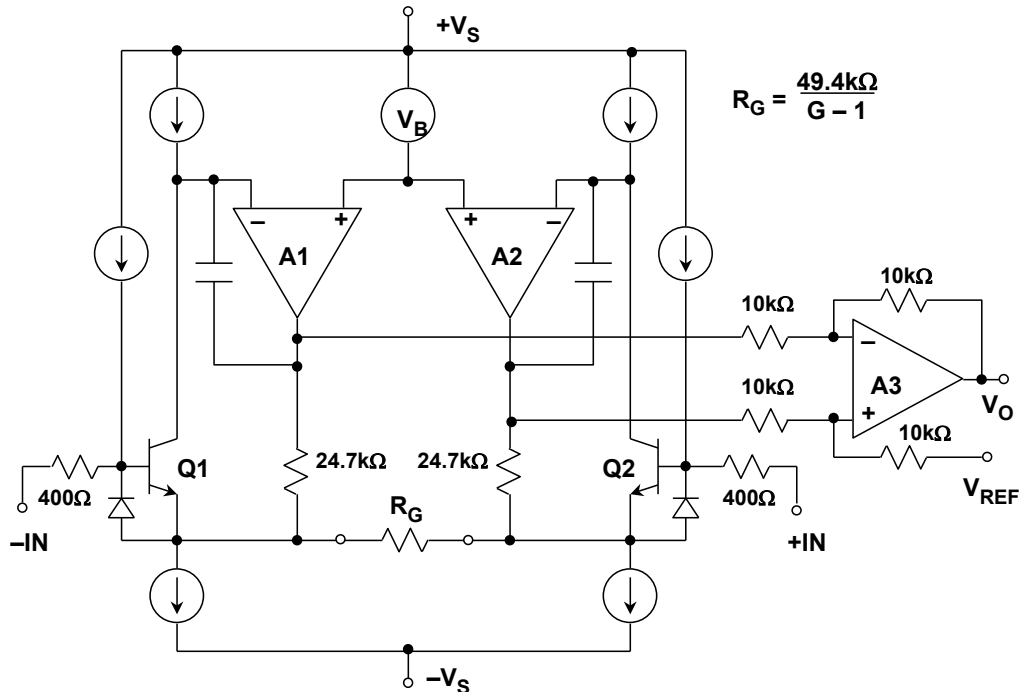 +VS
RG = 49.4kΩ
G – 1
VB
– +
+ –
A1
A2
10kΩ
10kΩ
–
A3
+
VO
10kΩ
10kΩ
VREF
400Ω
–IN
Q1
24.7kΩ
24.7kΩ
Q2
400Ω
+IN
RG
–VS